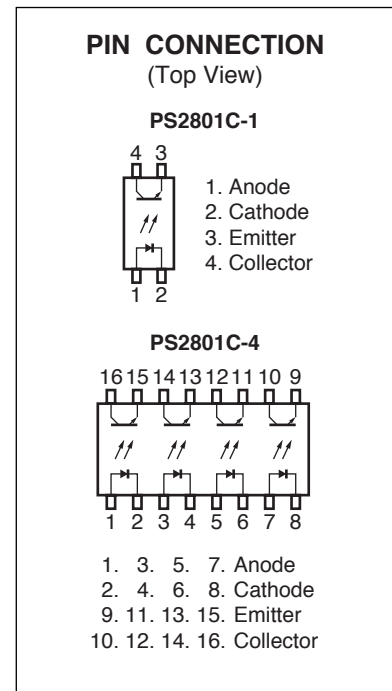 PIN CONNECTION
(Top View)
PS2801C-1
4 3
1. Anode
2. Cathode
3. Emitter
4. Collector
1 2
PS2801C-4
16 15 14 13 12 11 10 9
1 2 3 4 5 6 7 8
1. 3. 5. 7. Anode
2. 4. 6. 8. Cathode
9. 11. 13. 15. Emitter
10. 12. 14. 16. Collector